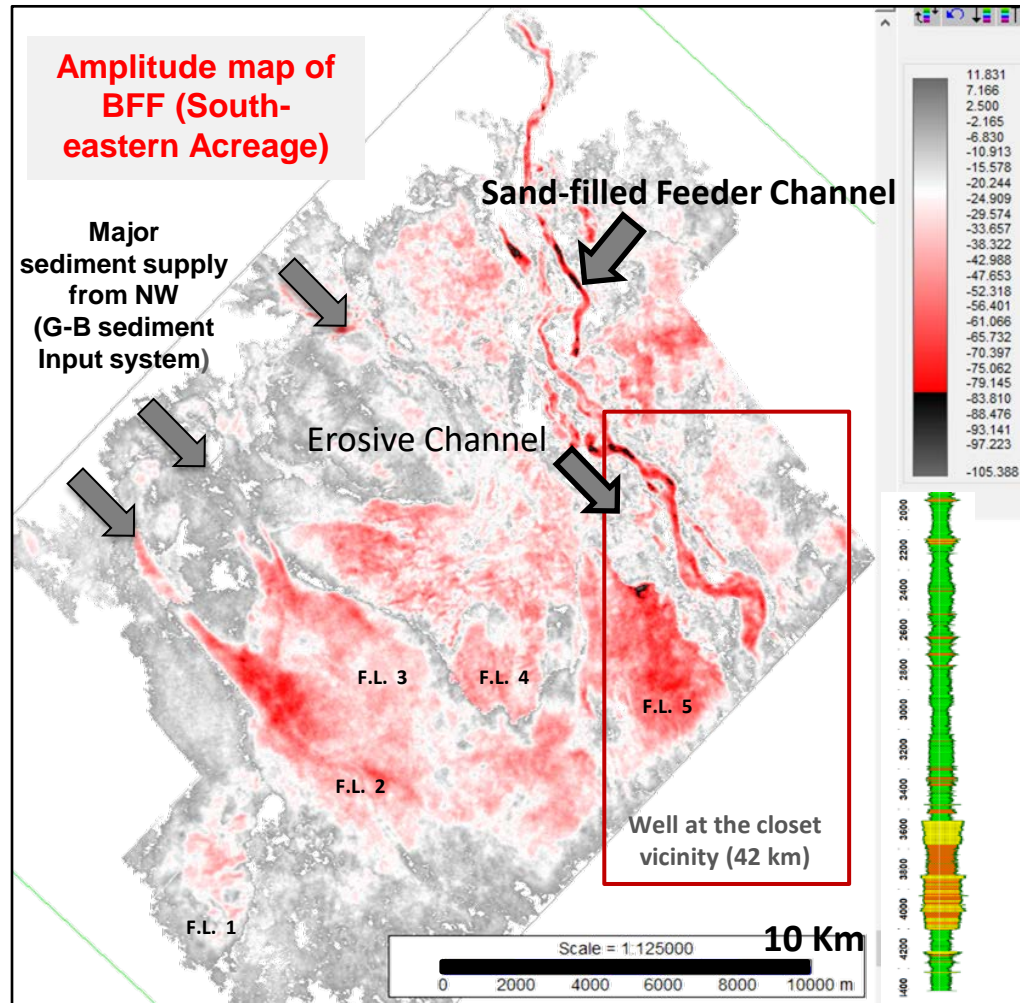 Amplitude map of
BFF (South-
eastern Acreage)
Sand-filled Feeder Channel
Major
sediment supply
from NW
(G-B sediment
Input system)
Erosive Channel
F.L. 3
F.L. 4
F.L. 5
F.L. 2
F.L. 1
Well at the closet
vicinity (42 km)
10 Km
Scale = 1:125000
0 2000 4000 6000 8000 10000 m
11.831
7.166
2.500
-2.165
-6.830
-10.913
-15.578
-20.244
-24.909
-29.574
-33.657
-38.322
-42.988
-47.653
-52.318
-56.401
-61.066
-65.732
-70.397
-75.062
-79.145
-83.810
-88.476
-93.141
-97.223
-105.388
2000
2200
2400
2600
2800
3000
3200
3400
3600
3800
4000
4200
4400